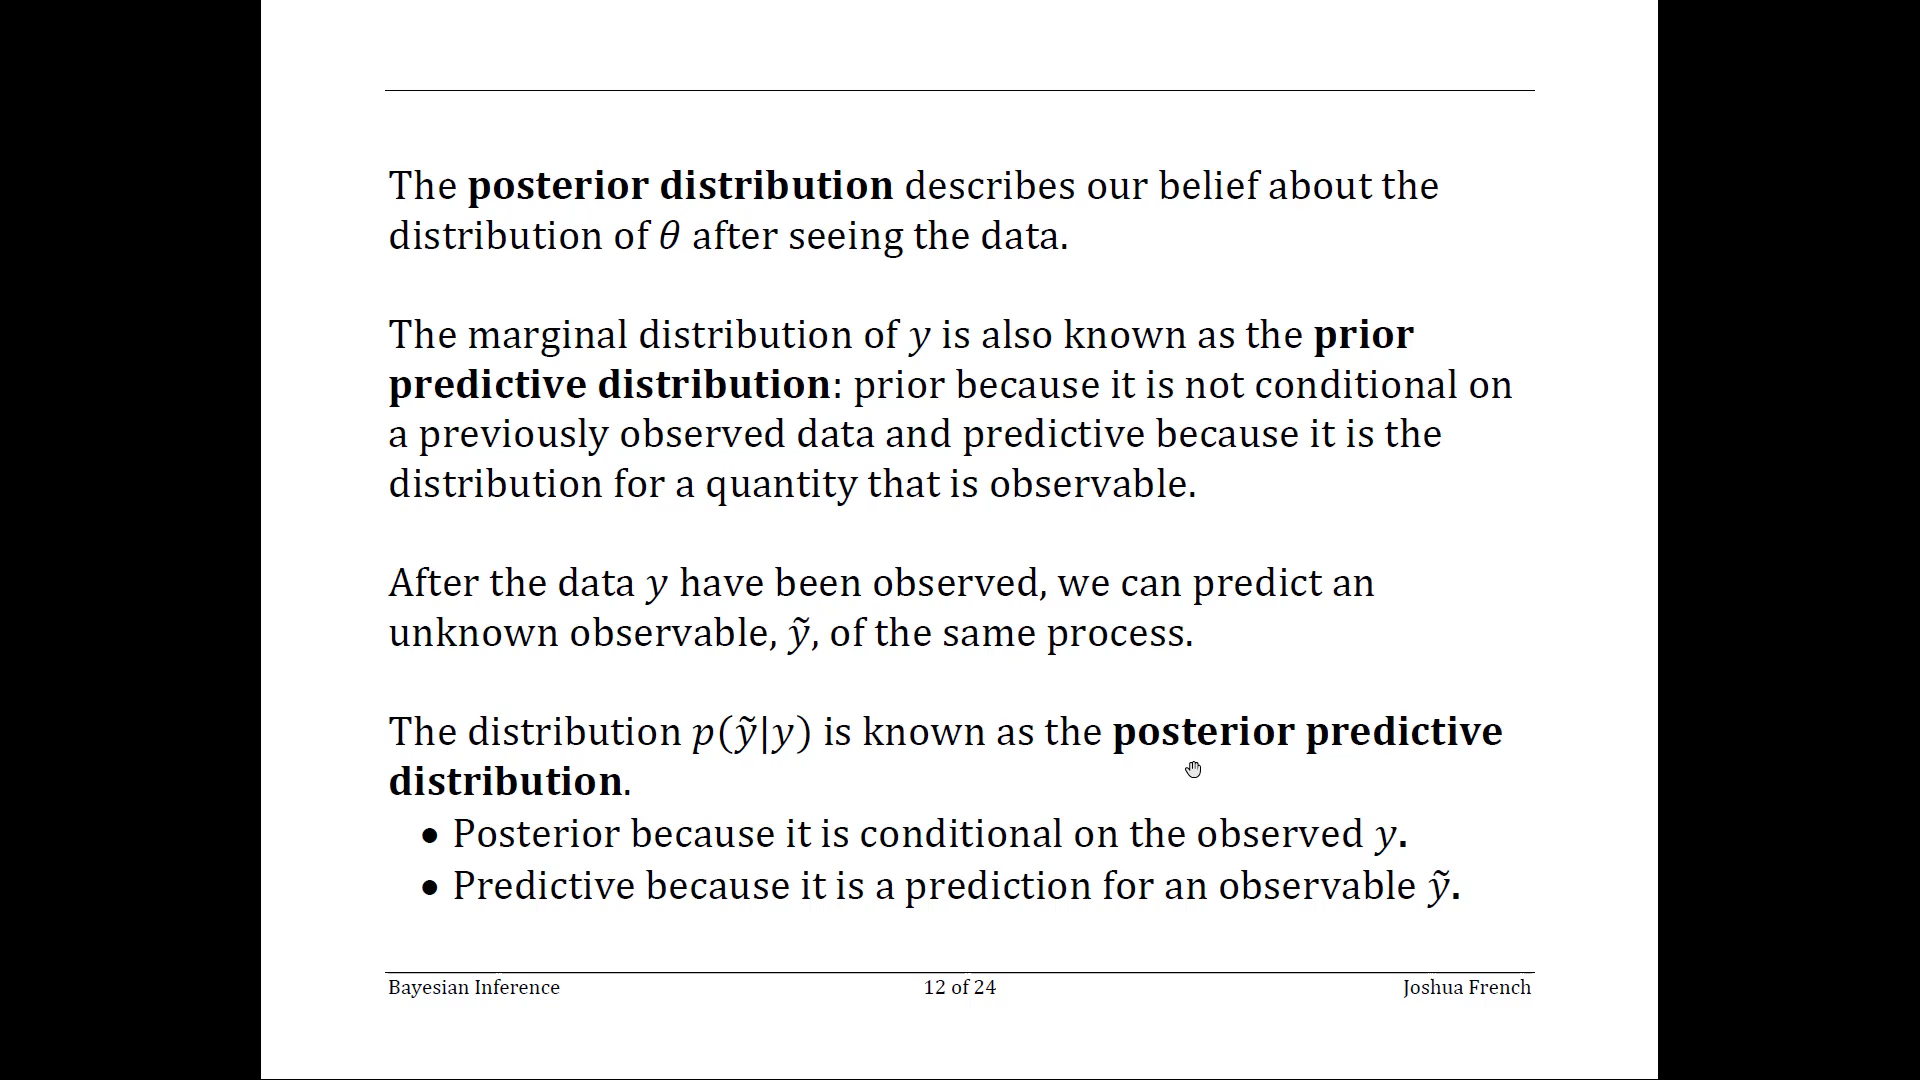 The posterior distribution describes our belief about the
distribution of θ after seeing the data.
The marginal distribution of y is also known as the prior
predictive distribution: prior because it is not conditional on
a previously observed data and predictive because it is the
distribution for a quantity that is observable.
After the data y have been observed, we can predict an
unknown observable, ỹ, of the same process.
The distribution p(ỹ|y) is known as the posterior predictive
distribution.
• Posterior because it is conditional on the observed y.
• Predictive because it is a prediction for an observable ỹ.
Bayesian Inference 12 of 24 Joshua French